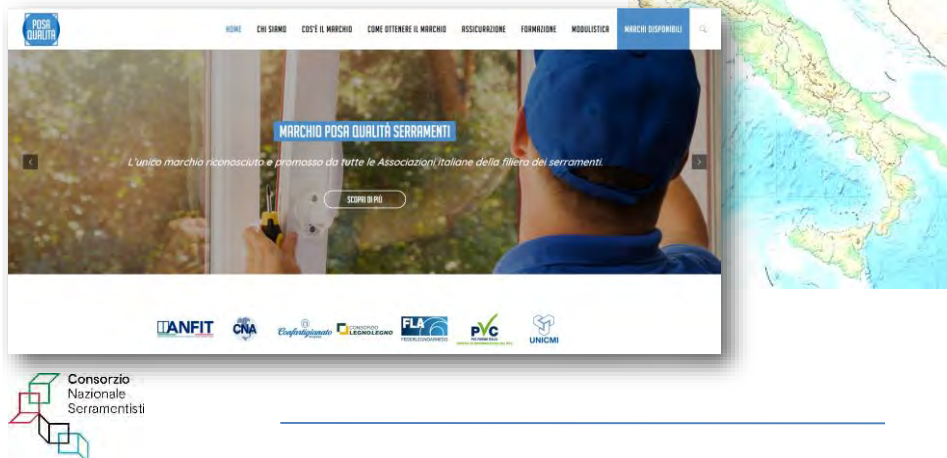 POSA
QUALITÀ
HOME CHI SIAMO COS'È IL MARCHIO COME OTTENERE IL MARCHIO ASSICURAZIONE FORMAZIONE MODULISTICA MARCHI DISPONIBILI
MARCHIO POSA QUALITÀ SERRAMENTI
L'unico marchio riconosciuto e promosso da tutte le Associazioni italiane della filiera dei serramenti.
SCOPRI DI PIÙ
ANFIT CNA Confartigianato CONSORZIO LEGNOLEGNO FLA FEDERLEGNOARREDO PVC UNICMI
Consorzio
Nazionale
Serramentisti